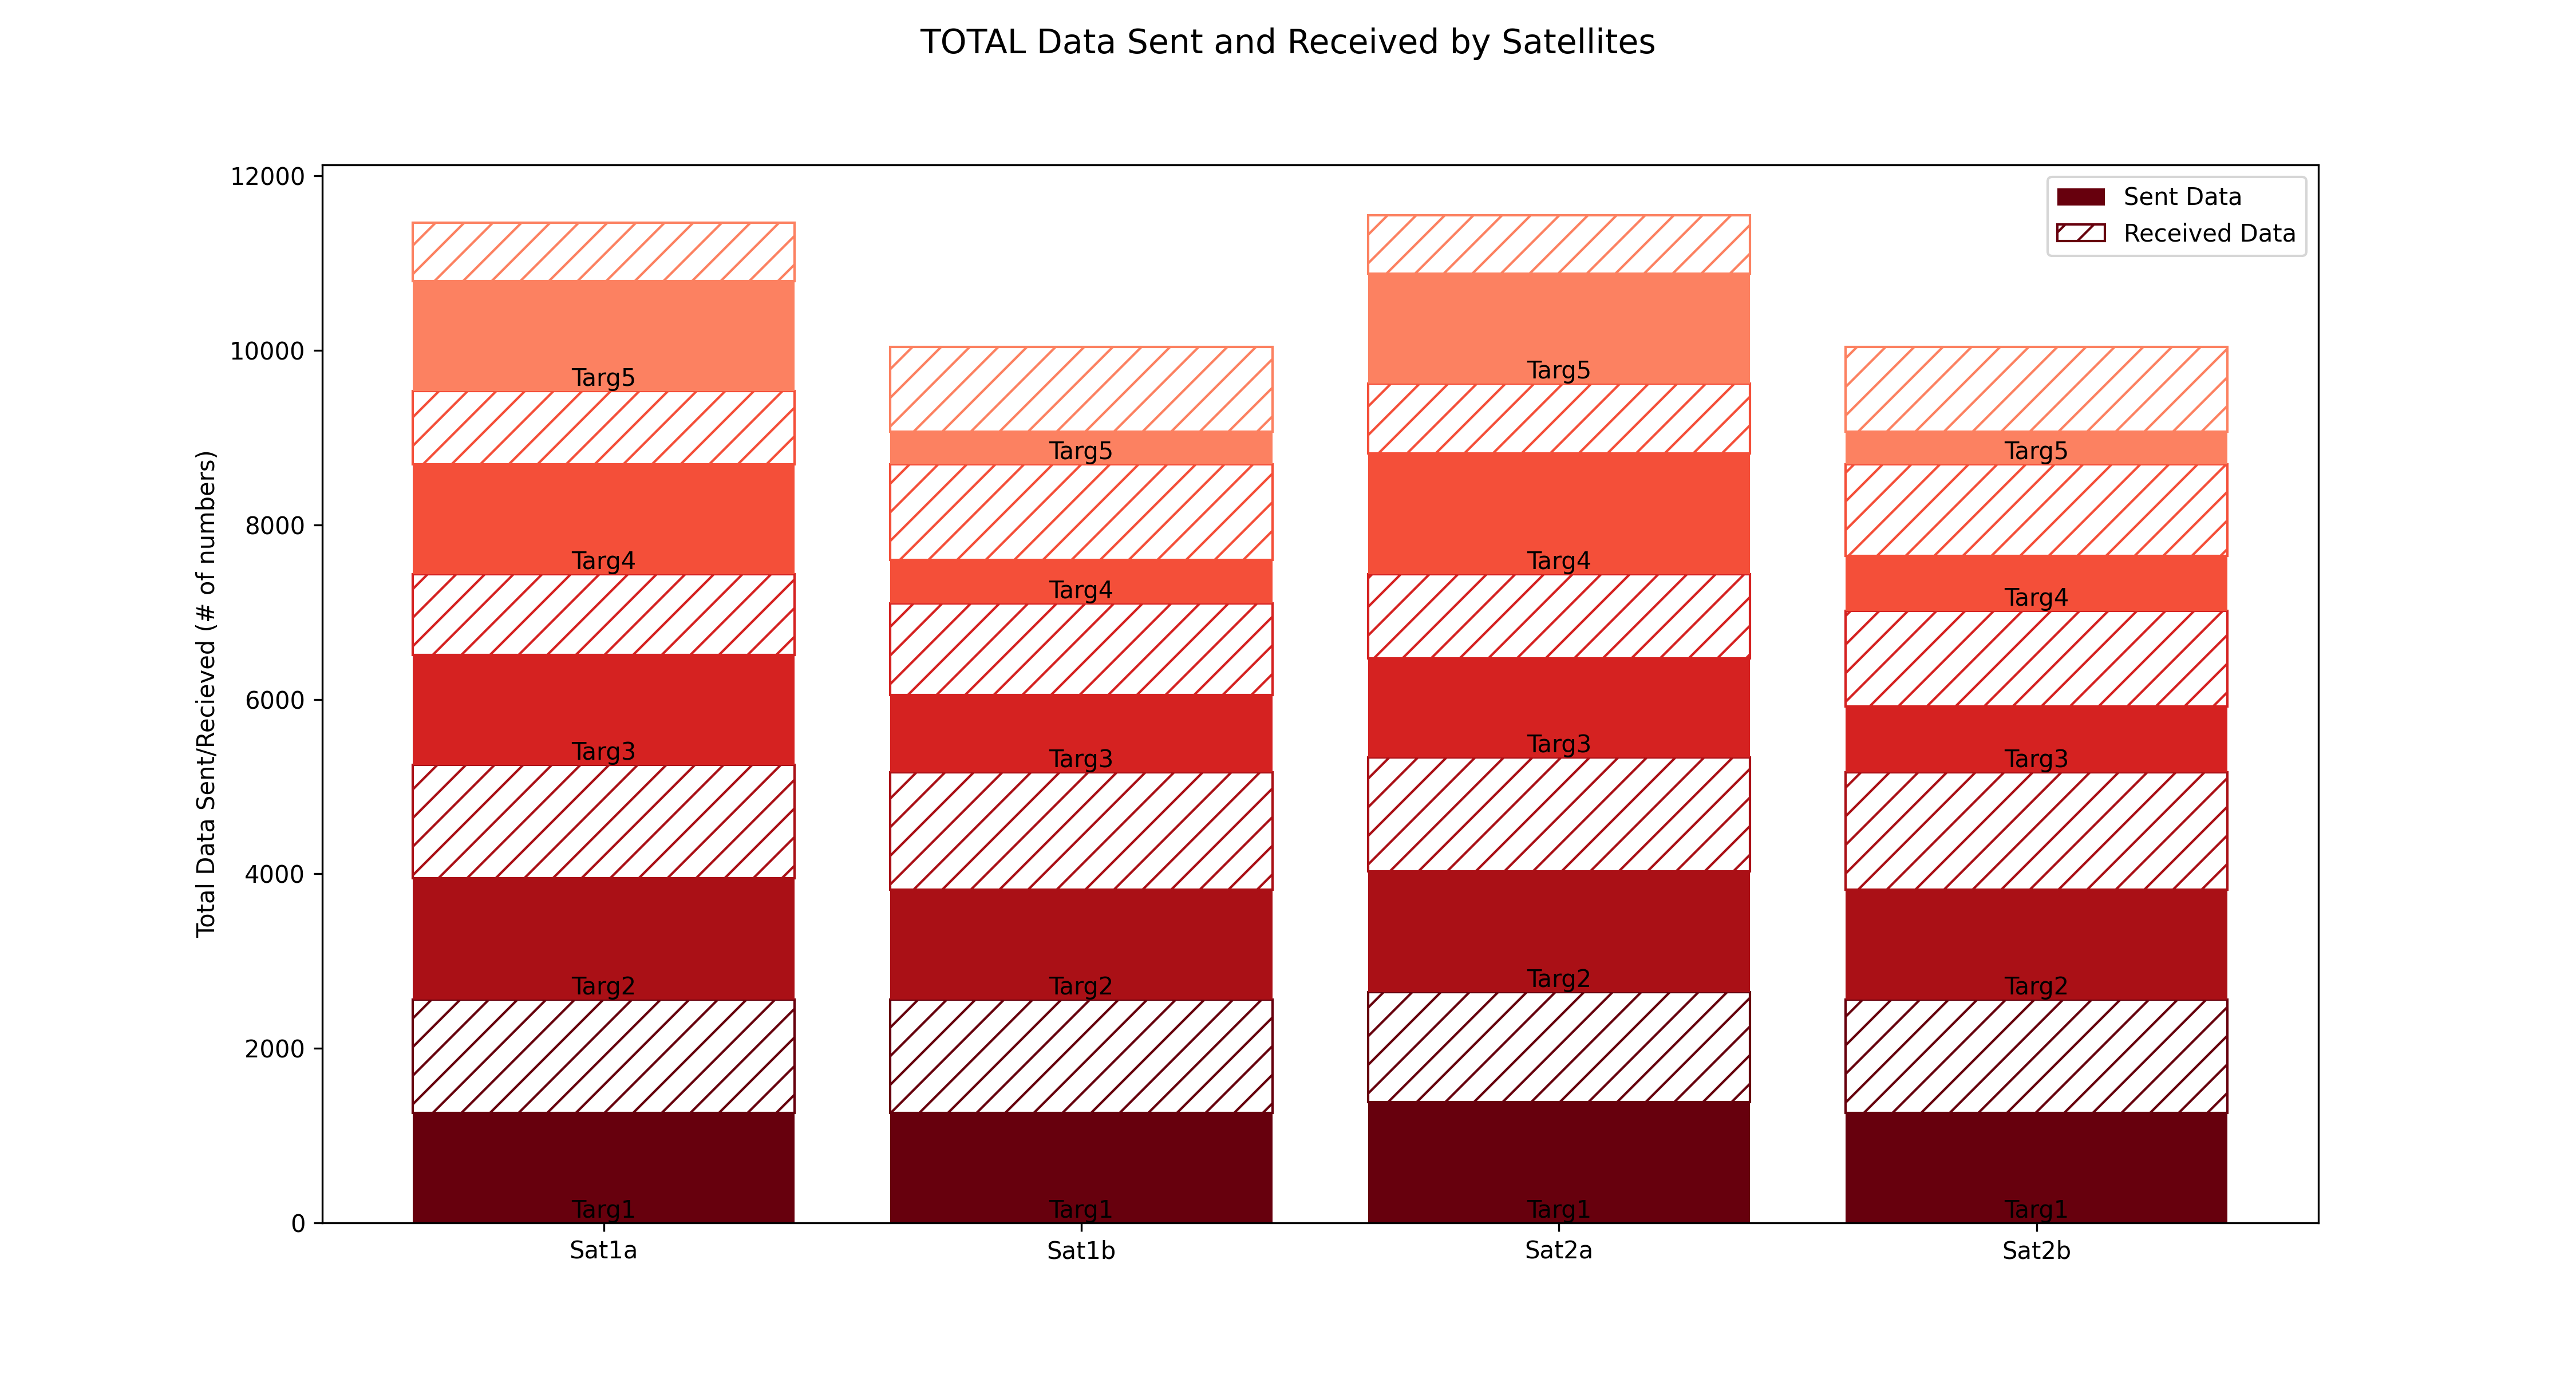 TOTAL Data Sent and Received by Satellites
Total Data Sent/Recieved (# of numbers)
12000
10000
8000
6000
4000
2000
0
Sent Data
Received Data
Targ5
Targ4
Targ3
Targ2
Targ1
Targ5
Targ4
Targ3
Targ2
Targ1
Targ5
Targ4
Targ3
Targ2
Targ1
Targ5
Targ4
Targ3
Targ2
Targ1
Sat1a
Sat1b
Sat2a
Sat2b